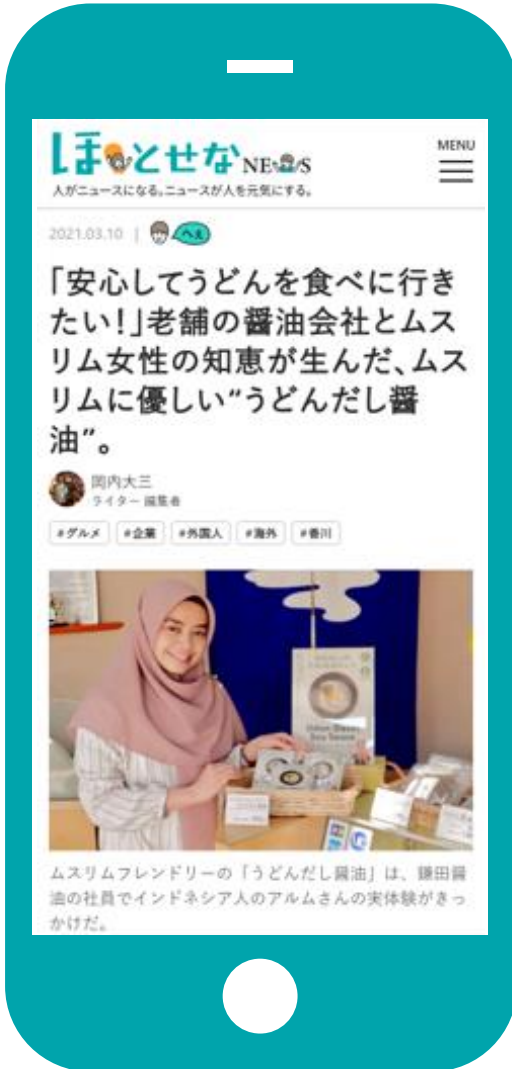 ほっとせなNEWS
MENU
人がニュースになる。ニュースが人を元気にする。
2021.03.10 | へぇ
「安心してうどんを食べに行き
たい！」老舗の醤油会社とムス
リム女性の知恵が生んだ、ムス
リムに優しい“うどんだし醤
油”。
岡内大三
ライター 編集者
#グルメ #企業 #外国人 #海外 #香川
ムスリムフレンドリーの「うどんだし醤油」は、鎌田醤
油の社員でインドネシア人のアルムさんの実体験がきっ
かけだ。